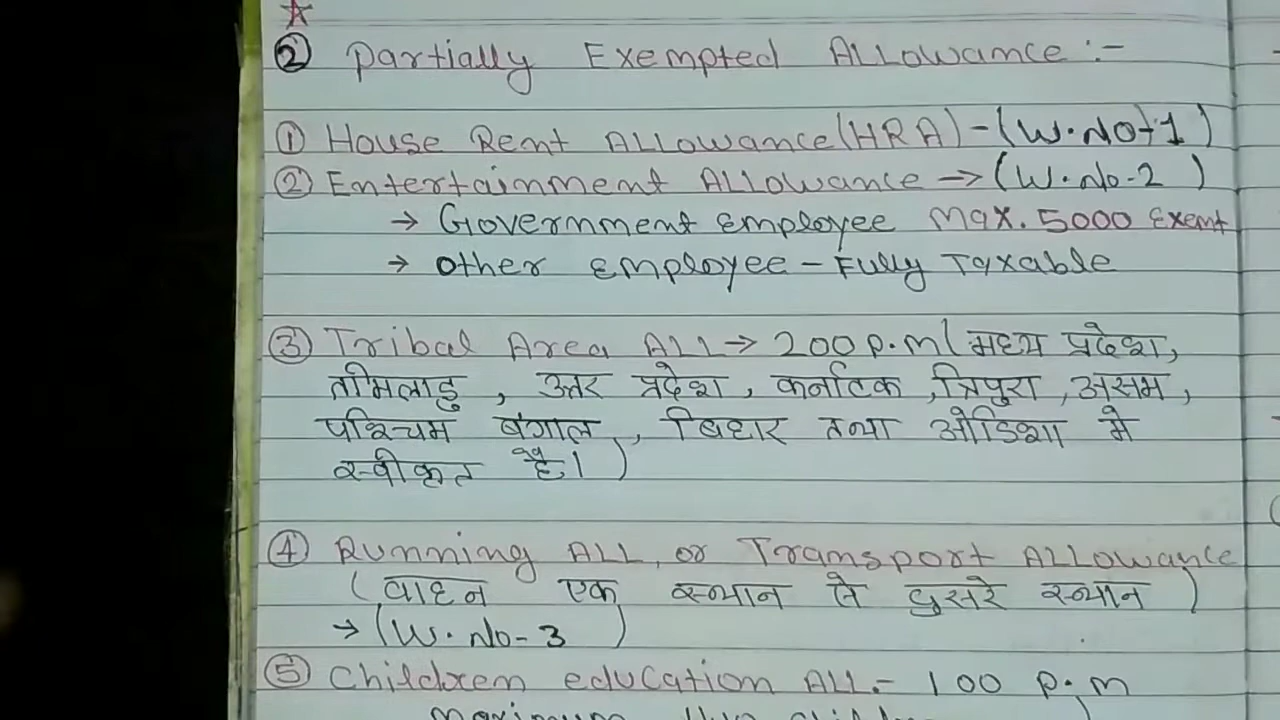 ② Partially Exempted Allowance :-
① House Rent Allowance (HRA) - (W.No-1)
② Entertainment Allowance → (W.No-2)
→ Government Employee Max. 5000 Exemt
→ Other Employee - Fully Taxable
③ Tribal Area All → 200 P.m (मध्य प्रदेश,
तमिलाडु, उत्तर प्रदेश, कर्नाटक, त्रिपुरा, असम,
पश्चिम बंगाल, बिहार तथा ओडिशा मे
स्वीकृत है।)
④ Running All. or Transport Allowance
(वाहन एक स्थान से दुसरे स्थान)
→ (W.No-3)
⑤ Children education All.- 100 P.m